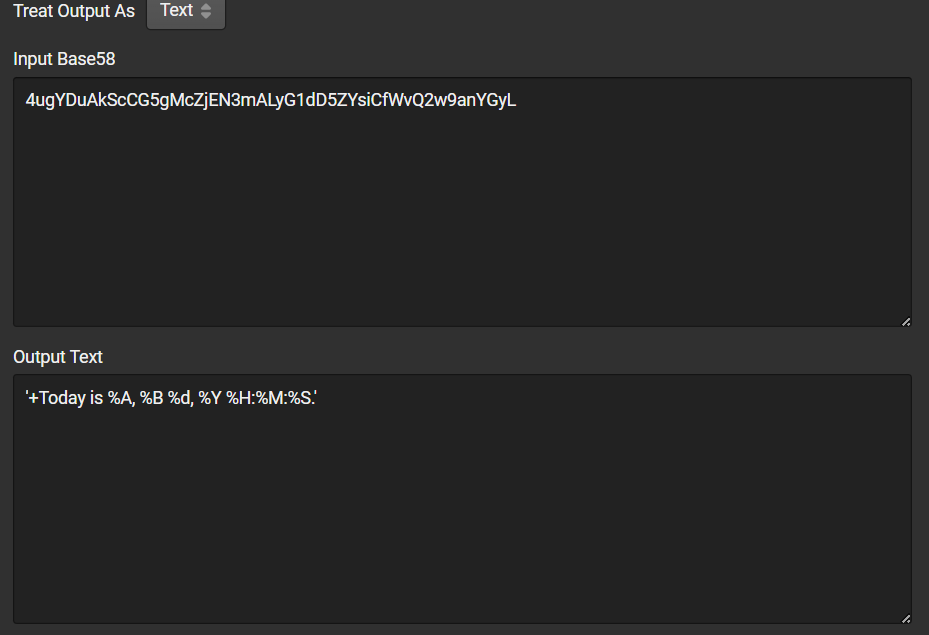 Treat Output As Text
Input Base58
4ugYDuAkScCG5gMcZjEN3mALyG1dD5ZYsiCfWvQ2w9anYGyL
Output Text
'+Today is %A, %B %d, %Y %H:%M:%S.'